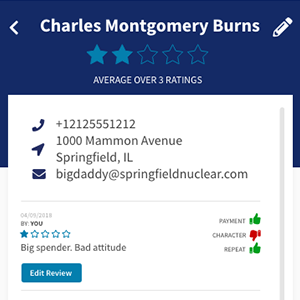 Charles Montgomery Burns
AVERAGE OVER 3 RATINGS
+12125551212
1000 Mammon Avenue
Springfield, IL
bigdaddy@springfieldnuclear.com
04/09/2018
BY: YOU
Big spender. Bad attitude
PAYMENT
CHARACTER
REPEAT
Edit Review